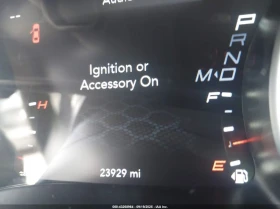 P
R
N
M D
Ignition or
Accessory On
F
H
E
23929 mi